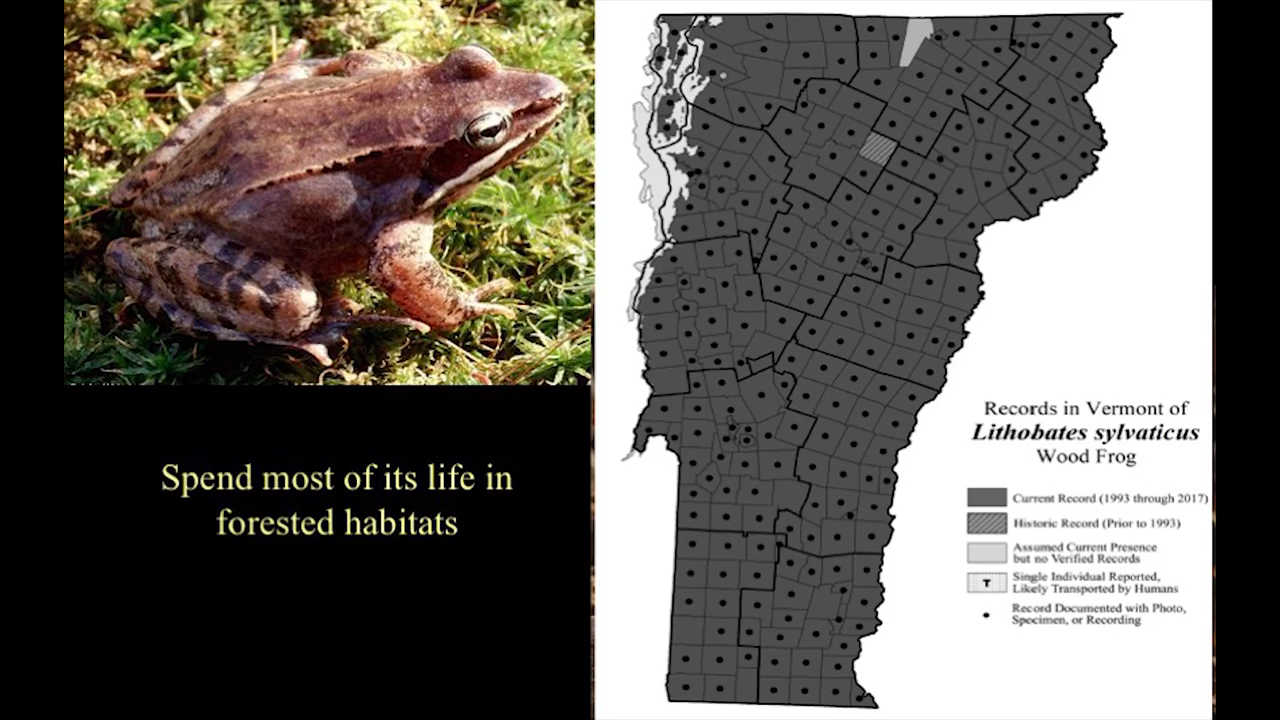 Spend most of its life in
forested habitats
Records in Vermont of
Lithobates sylvaticus
Wood Frog
Current Record (1993 through 2017)
Historic Record (Prior to 1993)
Assumed Current Presence
but no Verified Records
T
Single Individual Reported,
Likely Transported by Humans
Record Documented with Photo,
Specimen, or Recording